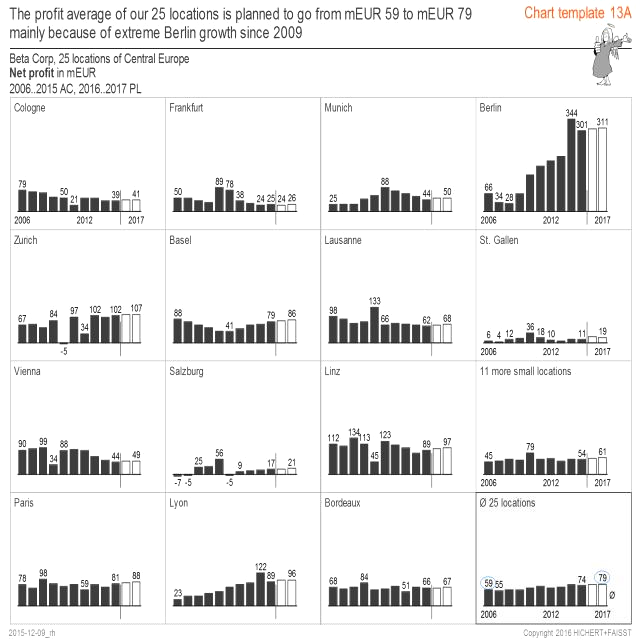 The profit average of our 25 locations is planned to go from mEUR 59 to mEUR 79
mainly because of extreme Berlin growth since 2009
Chart template 13A
Beta Corp, 25 locations of Central Europe
Net profit in mEUR
2006..2015 AC, 2016..2017 PL
Cologne
79 50 21 39 41
2006 2012 2017
Frankfurt
50 89 78 38 24 25 24 26
Munich
25 88 44 50
Berlin
66 34 28 344 301 311
2006 2012 2017
Zurich
67 84 -5 97 34 102 102 107
Basel
88 41 79 86
Lausanne
98 133 66 62 68
St. Gallen
6 4 12 36 18 10 11 19
2006 2012 2017
Vienna
90 99 34 88 44 49
Salzburg
-7 -5 25 56 -5 9 17 21
Linz
112 134 113 45 123 89 97
11 more small locations
45 79 54 61
2006 2012 2017
Paris
78 98 59 81 88
Lyon
23 122 89 96
Bordeaux
68 84 51 66 67
Ø 25 locations
59 55 74 79
Ø
2006 2012 2017
2015-12-09_rh
Copyright 2016 HICHERT+FAISST